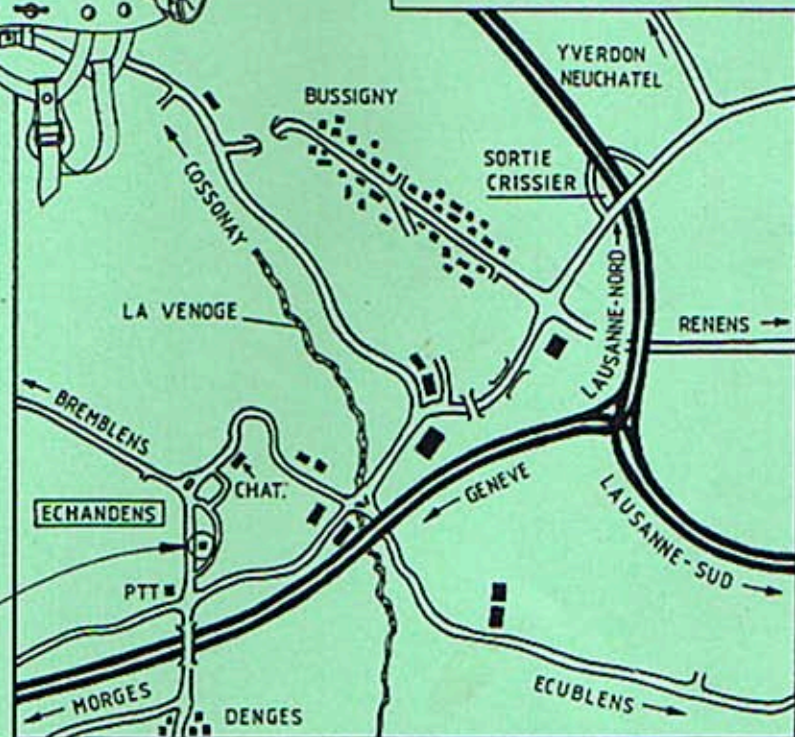 YVERDON
NEUCHATEL
BUSSIGNY
SORTIE
CRISSIER
COSSONAY
LAUSANNE-NORD
LA VENOGE
RENENS
BREMBLENS
CHAT.
GENEVE
ECHANDENS
LAUSANNE-SUD
PTT
ECUBLENS
MORGES
DENGES